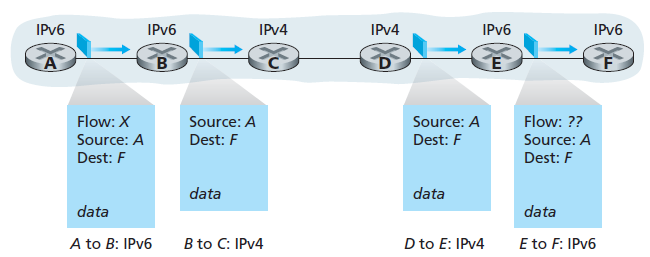 IPv6 IPv6 IPv4 IPv4 IPv6 IPv6
A B C D E F
Flow: X
Source: A
Dest: F
data
Source: A
Dest: F
data
Source: A
Dest: F
data
Flow: ??
Source: A
Dest: F
data
A to B: IPv6 B to C: IPv4 D to E: IPv4 E to F: IPv6